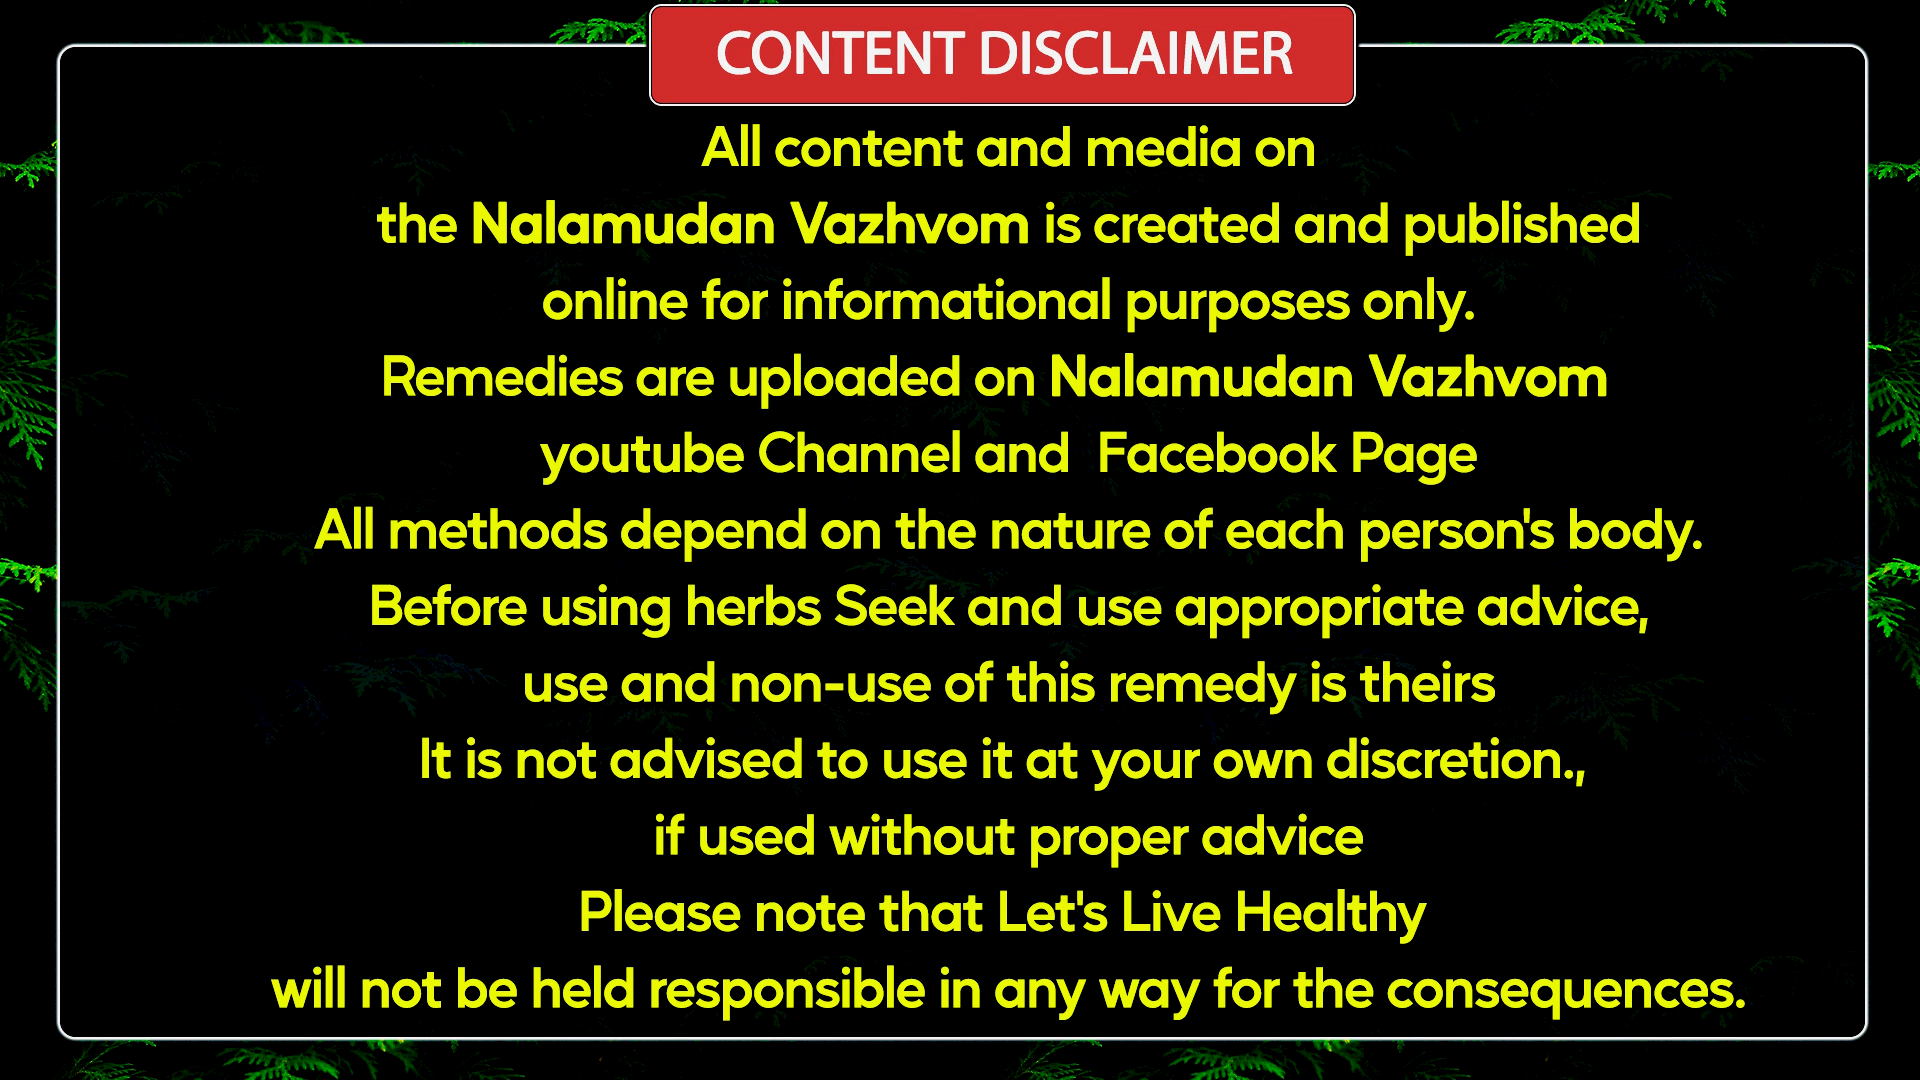 CONTENT DISCLAIMER
All content and media on
the Nalamudan Vazhvom is created and published
online for informational purposes only.
Remedies are uploaded on Nalamudan Vazhvom
youtube Channel and  Facebook Page
All methods depend on the nature of each person's body.
Before using herbs Seek and use appropriate advice,
use and non-use of this remedy is theirs
It is not advised to use it at your own discretion.,
if used without proper advice
Please note that Let's Live Healthy
will not be held responsible in any way for the consequences.